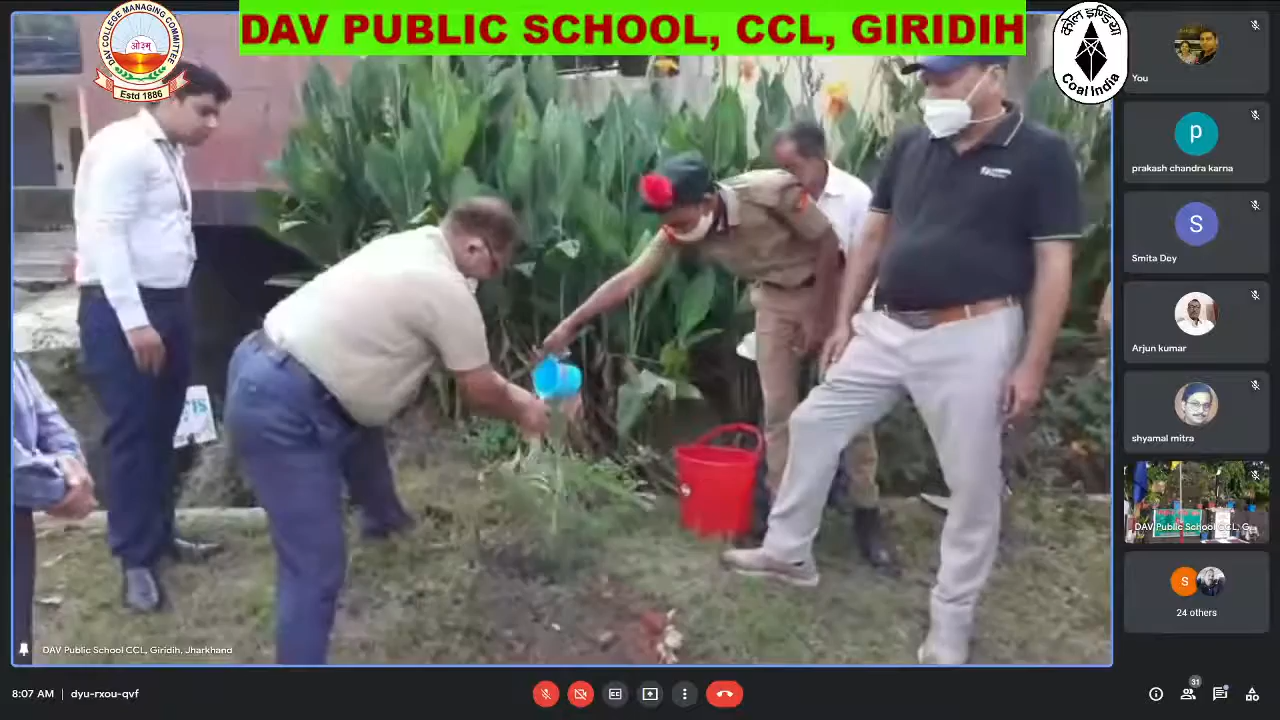 DAV PUBLIC SCHOOL, CCL, GIRIDIH
DAV COLLEGE MANAGING COMMITTEE
ओ३म्
Estd 1886
कोल इण्डिया
Coal India
You
p
prakash chandra karna
S
Smita Dey
Arjun kumar
shyamal mitra
DAV Public School CCL, G...
S
24 others
DAV Public School CCL, Giridih, Jharkhand
8:07 AM | dyu-rxou-qvf
31